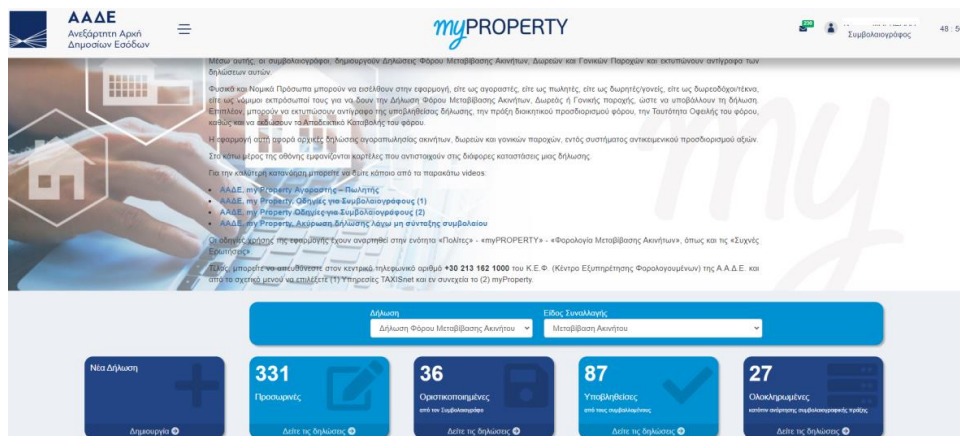 ΑΑΔΕ
Ανεξάρτητη Αρχή
Δημοσίων Εσόδων
myPROPERTY
Συμβολαιογράφος
48 : 5
Μέσω αυτής, οι συμβολαιογράφοι, δημιουργούν Δηλώσεις Φόρου Μεταβίβασης Ακινήτων, Δωρεών και Γονικών Παροχών και εκτυπώνουν αντίγραφο των
δηλώσεων αυτών.
Φυσικά και Νομικά Πρόσωπα μπορούν να εισέλθουν στην εφαρμογή, είτε ως αγοραστές, είτε ως πωλητές, είτε ως δωρητές/γονείς, είτε ως δωρεοδόχοι/τέκνα,
είτε ως νόμιμοι εκπρόσωποί τους για να δουν την Δήλωση Φόρου Μεταβίβασης Ακινήτων, Δωρεάς ή Γονικής παροχής, ώστε να υποβάλλουν τη δήλωση.
Επιπλέον, μπορούν να εκτυπώσουν αντίγραφο της υποβληθείσας δήλωσης, την πράξη διοικητικού προσδιορισμού φόρου, την Ταυτότητα Οφειλής του φόρου,
καθώς και να εκδώσουν το Αποδεικτικό Καταβολής του φόρου.
Η εφαρμογή αυτή αφορά αρχικές δηλώσεις αγοραπωλησίας ακινήτων, δωρεών και γονικών παροχών, εντός συστήματος αντικειμενικού προσδιορισμού αξιών.
Στο κάτω μέρος της οθόνης εμφανίζονται καρτέλες που αντιστοιχούν στις διάφορες καταστάσεις μιας δήλωσης.
Για την καλύτερη κατανόηση μπορείτε να δείτε κάποιο από τα παρακάτω videos:
• ΑΑΔΕ, my Property Αγοραστής – Πωλητής
• ΑΑΔΕ, my Property, Οδηγίες για Συμβολαιογράφους (1)
• ΑΑΔΕ, my Property Οδηγίες για Συμβολαιογράφους (2)
• ΑΑΔΕ, my Property, Ακύρωση δήλωσης λόγω μη σύνταξης συμβολαίου
Οι οδηγίες χρήσης της εφαρμογής έχουν αναρτηθεί στην ενότητα «Πολίτες» - «myPROPERTY» - «Φορολογία Μεταβίβασης Ακινήτων», όπως και τις «Συχνές
Ερωτήσεις».
Τέλος, μπορείτε να απευθύνεστε στον κεντρικό τηλεφωνικό αριθμό +30 213 162 1000 του Κ.Ε.Φ. (Κέντρο Εξυπηρέτησης Φορολογουμένων) της Α.Α.Δ.Ε. και
από το σχετικό μενού να επιλέξετε (1) Υπηρεσίες TAXISnet και εν συνεχεία το (2) myProperty.
my
Δήλωση Είδος Συναλλαγής
Δήλωση Φόρου Μεταβίβασης Ακινήτου Μεταβίβαση Ακινήτου
Νέα Δήλωση
Δημιουργία
331
Προσωρινές
Δείτε τις δηλώσεις
36
Οριστικοποιημένες
από τον Συμβολαιογράφο
Δείτε τις δηλώσεις
87
Υποβληθείσες
από τους συμβαλλομένους
Δείτε τις δηλώσεις
27
Ολοκληρωμένες
κατόπιν ανάρτησης συμβολαιογραφικής πράξης
Δείτε τις δηλώσεις